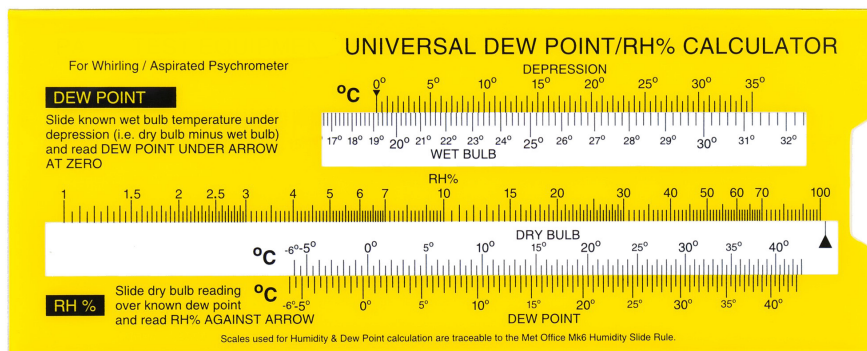 UNIVERSAL DEW POINT/RH% CALCULATOR
For Whirling / Aspirated Psychrometer
DEPRESSION
°C 0° 5° 10° 15° 20° 25° 30° 35°
DEW POINT
Slide known wet bulb temperature under
depression (i.e. dry bulb minus wet bulb)
and read DEW POINT UNDER ARROW
AT ZERO
17° 18° 19° 20° 21° 22° 23° 24° 25° 26° 27° 28° 29° 30° 31° 32°
WET BULB
RH%
1 1.5 2 2.5 3 4 5 6 7 10 15 20 30 40 50 60 70 100
DRY BULB
°C -6° -5° 0° 5° 10° 15° 20° 25° 30° 35° 40°
RH %
Slide dry bulb reading
over known dew point
and read RH% AGAINST ARROW
°C -6° -5° 0° 5° 10° 15° 20° 25° 30° 35° 40°
DEW POINT
Scales used for Humidity & Dew Point calculation are traceable to the Met Office Mk6 Humidity Slide Rule.